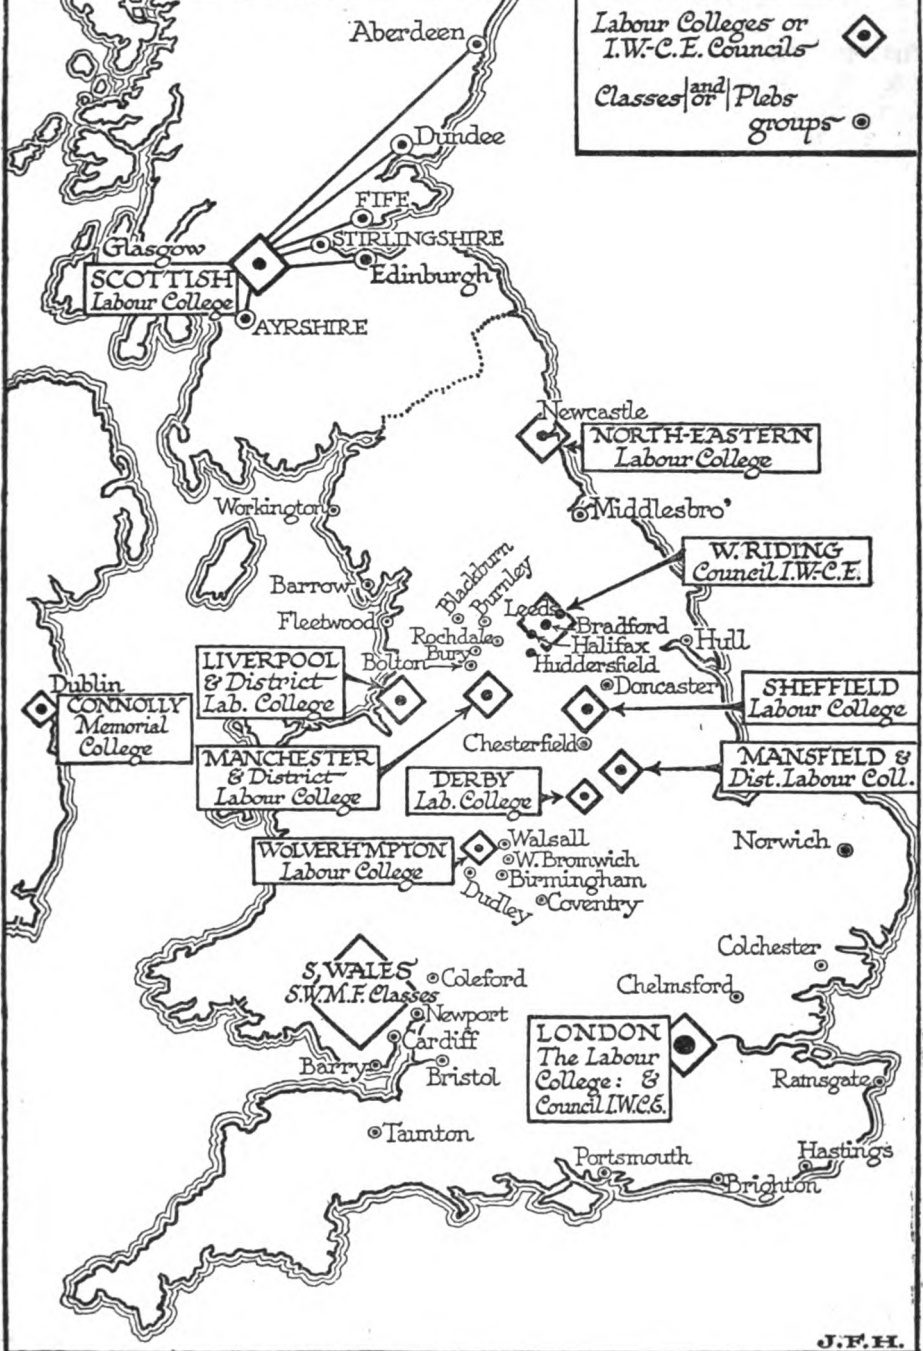 Labour Colleges or
I.W.-C.E. Councils
Classes and/or Plebs
groups
Aberdeen
Dundee
FIFE
STIRLINGSHIRE
Glasgow
SCOTTISH
Labour College
Edinburgh
AYRSHIRE
Newcastle
NORTH-EASTERN
Labour College
Workington
Middlesbro'
W. RIDING
Council I.W-C.E.
Barrow
Blackburn
Burnley
Leeds
Fleetwood
Bradford
Rochdale
Halifax
Hull
Bury
Huddersfield
Bolton
LIVERPOOL
& District
Lab. College
Dublin
CONNOLLY
Memorial
College
Doncaster
SHEFFIELD
Labour College
Chesterfield
MANCHESTER
& District
Labour College
DERBY
Lab. College
MANSFIELD &
Dist. Labour Coll.
WOLVERH'MPTON
Labour College
Walsall
W. Bromwich
Birmingham
Dudley
Coventry
Norwich
Colchester
Chelmsford
S. WALES
S.W.M.F. Classes
Coleford
Newport
Cardiff
Barry
Bristol
LONDON
The Labour
College: &
Council I.W.C.E.
Ramsgate
Taunton
Portsmouth
Hastings
Brighton
J.F.H.